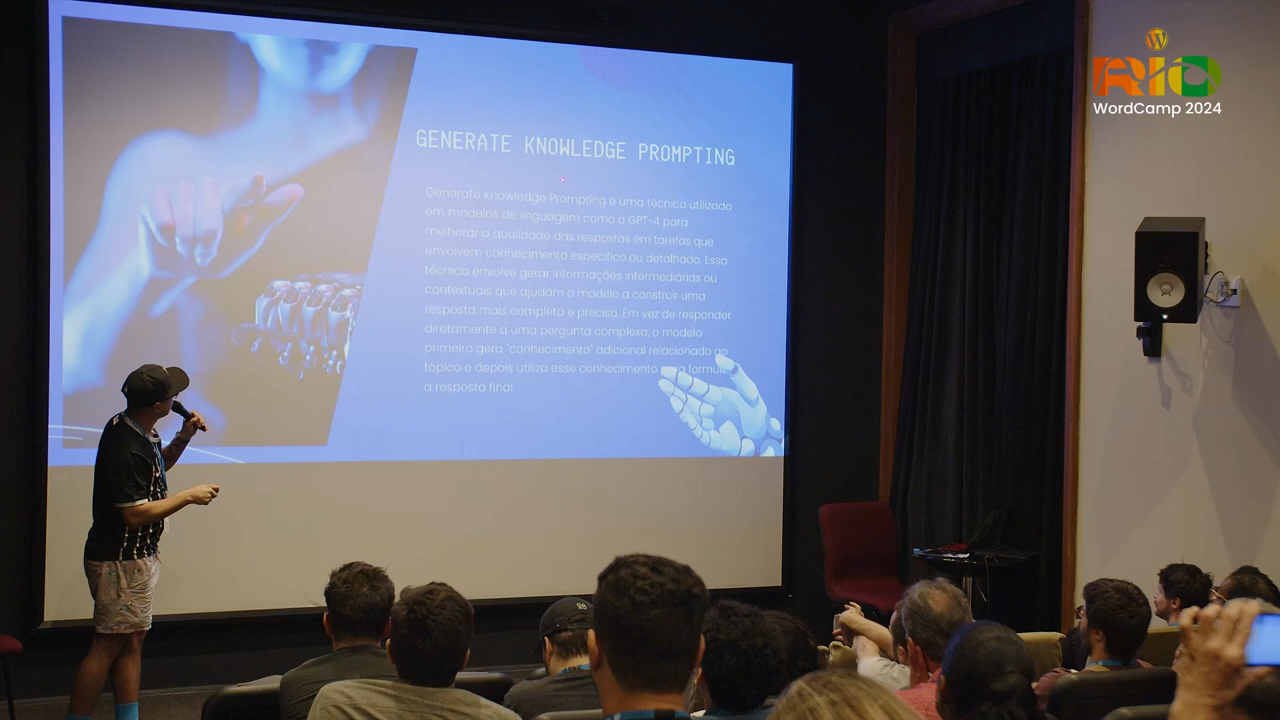 GENERATE KNOWLEDGE PROMPTING
Generate Knowledge Prompting é uma técnica utilizada
em modelos de linguagem como o GPT-4 para
melhorar a qualidade das respostas em tarefas que
envolvem conhecimento específico ou detalhado. Essa
técnica envolve gerar informações intermediárias ou
contextuais que ajudam o modelo a construir uma
resposta mais completa e precisa. Em vez de responder
diretamente a uma pergunta complexa, o modelo
primeiro gera "conhecimento" adicional relacionado ao
tópico e depois utiliza esse conhecimento
a resposta final.
RIO
WordCamp 2024